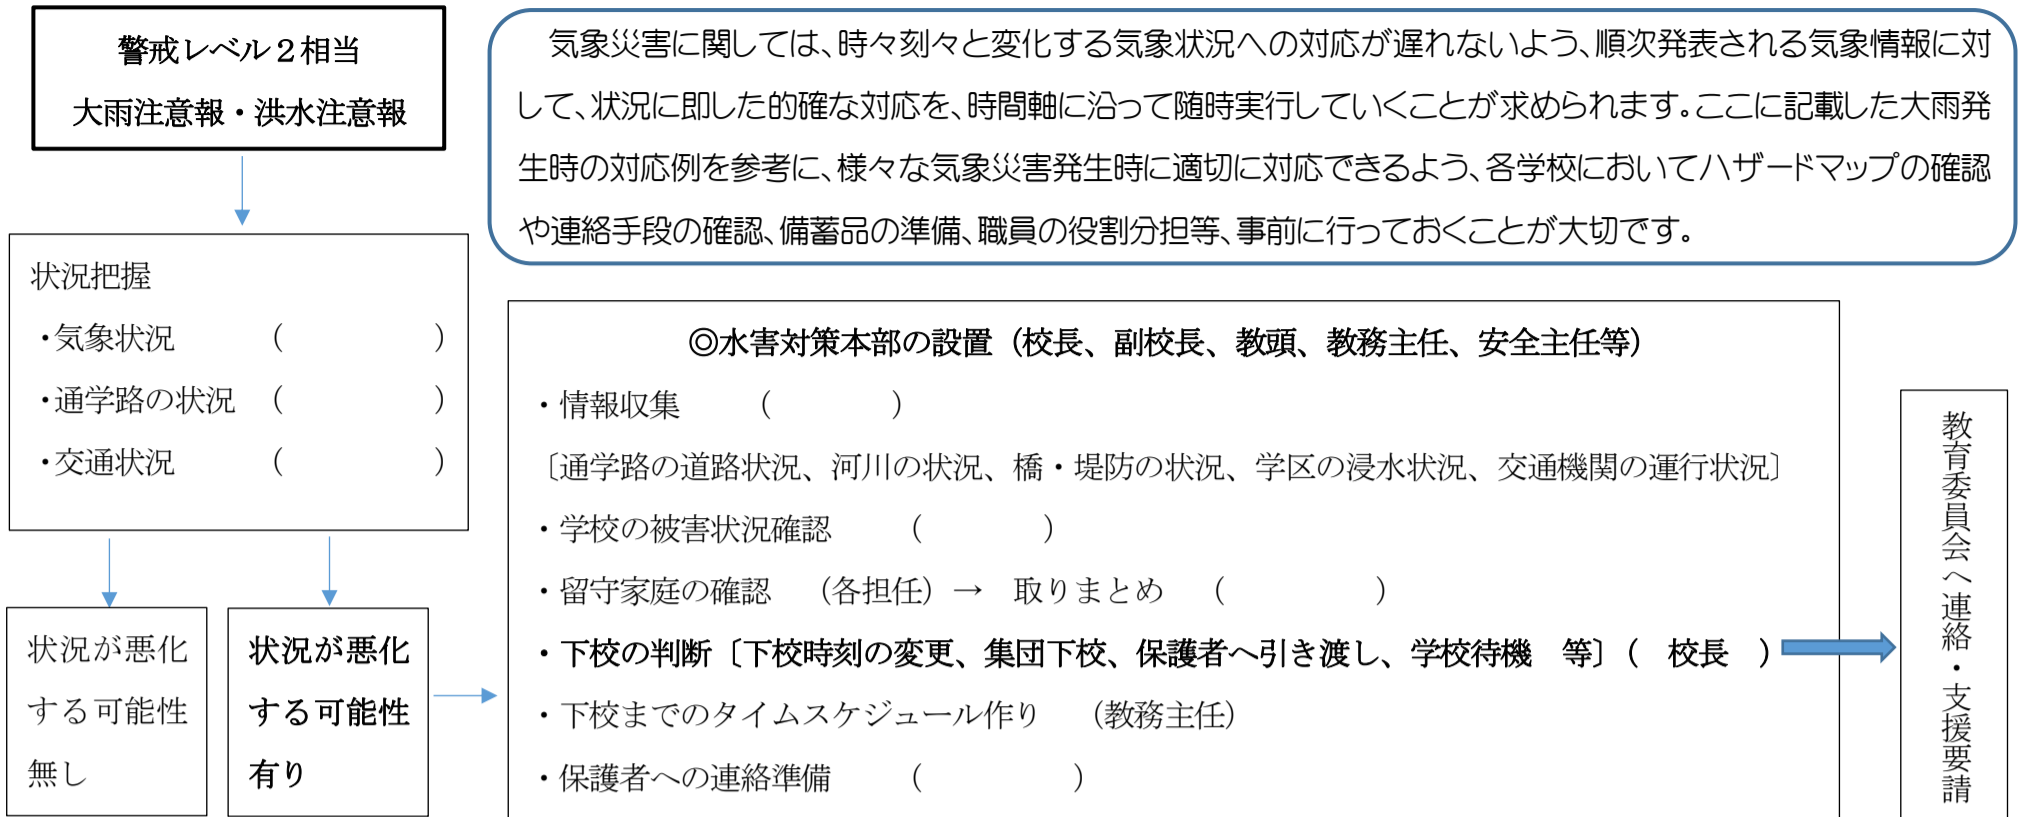 警戒レベル２相当
大雨注意報・洪水注意報
気象災害に関しては、時々刻々と変化する気象状況への対応が遅れないよう、順次発表される気象情報に対
して、状況に即した的確な対応を、時間軸に沿って随時実行していくことが求められます。ここに記載した大雨発
生時の対応例を参考に、様々な気象災害発生時に適切に対応できるよう、各学校においてハザードマップの確認
や連絡手段の確認、備蓄品の準備、職員の役割分担等、事前に行っておくことが大切です。
状況把握
・気象状況　　　（　　　　　）
・通学路の状況　（　　　　　）
・交通状況　　　（　　　　　）
状況が悪化
する可能性
無し
状況が悪化
する可能性
有り
◎水害対策本部の設置（校長、副校長、教頭、教務主任、安全主任等）
・情報収集　　（　　　　）
〔通学路の道路状況、河川の状況、橋・堤防の状況、学区の浸水状況、交通機関の運行状況〕
・学校の被害状況確認　　（　　　　）
・留守家庭の確認　（各担任）→　取りまとめ　（　　　　　）
・下校の判断〔下校時刻の変更、集団下校、保護者へ引き渡し、学校待機　等〕（　校長　）
・下校までのタイムスケジュール作り　（教務主任）
・保護者への連絡準備　　（　　　　　）
教育委員会へ連絡・支援要請